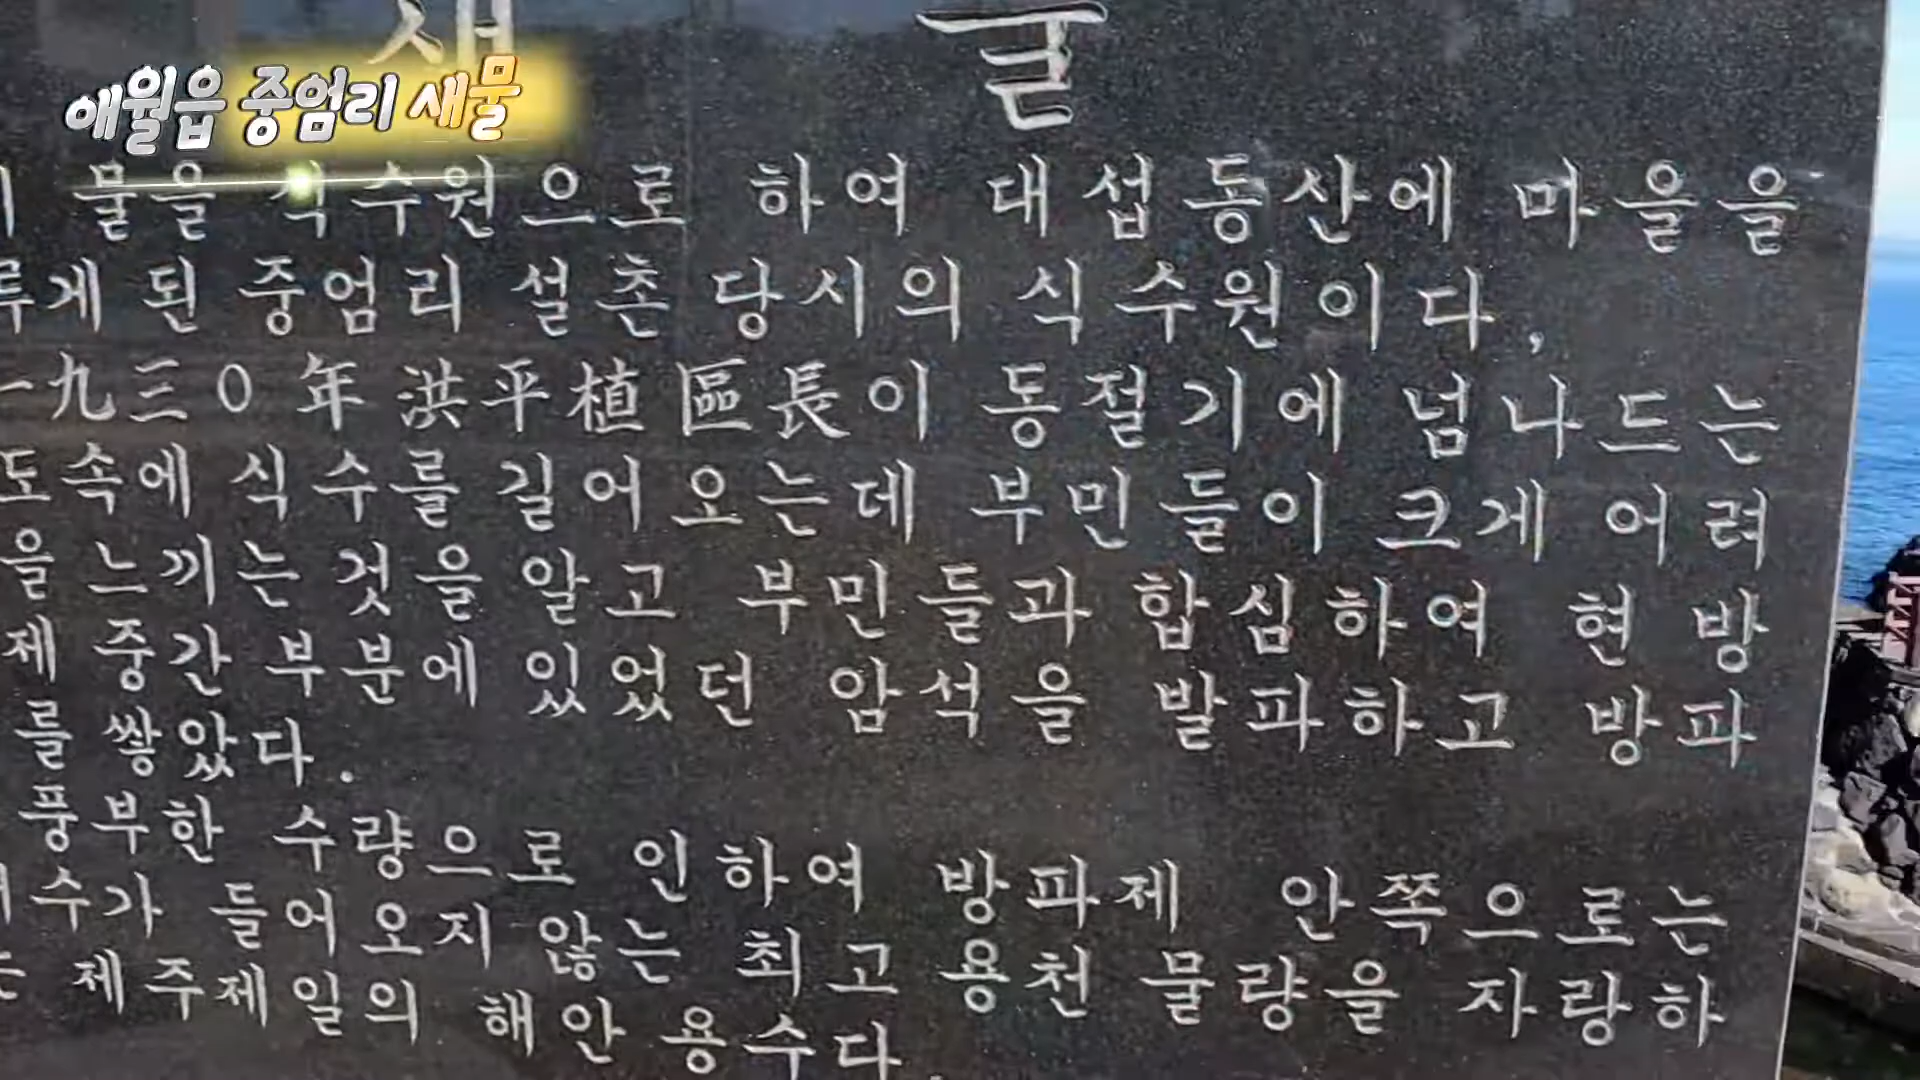 새 물
애월읍 중엄리 새물
물을 식수원으로 하여 대섭동산에 마을을
루게 된 중엄리 설촌 당시의 식수원이다.
一九三0年 洪平植 區長이 동절기에 넘나드는
도속에 식수를 길어 오는데 부민들이 크게 어려
을 느끼는 것을 알고 부민들과 합심하여 현 방
제 중간 부분에 있었던 암석을 발파하고 방파
를 쌓았다.
풍부한 수량으로 인하여 방파제 안쪽으로는
수가 들어오지 않는 최고 용천 물량을 자랑하
는 제주제일의 해안 용수다.